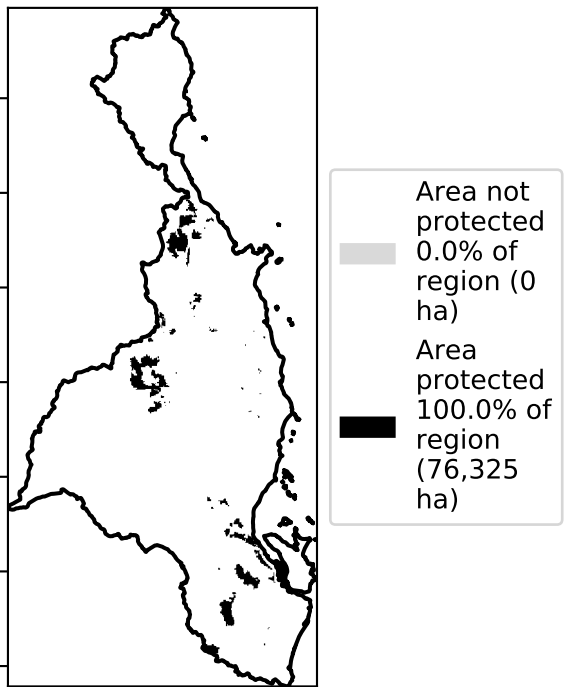 Area not
protected
0.0% of
region (0
ha)
Area
protected
100.0% of
region
(76,325
ha)